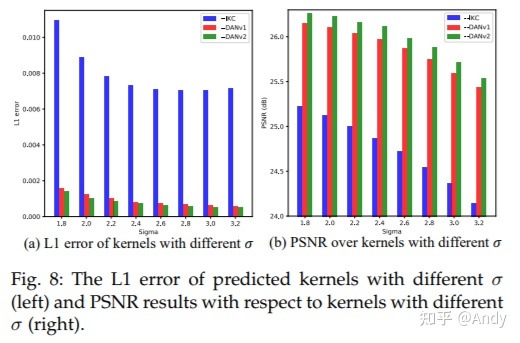 0.010
0.008
0.006
0.004
0.002
0.000
L1 error
1.8 2.0 2.2 2.4 2.6 2.8 3.0 3.2
Sigma
IKC
DANv1
DANv2
(a) L1 error of kernels with different σ
26.0
25.5
25.0
24.5
24.0
PSNR (dB)
1.8 2.0 2.2 2.4 2.6 2.8 3.0 3.2
Sigma
IKC
DANv1
DANv2
(b) PSNR over kernels with different σ
Fig. 8: The L1 error of predicted kernels with different σ
(left) and PSNR results with respect to kernels with different
σ (right).
知乎 @Andy